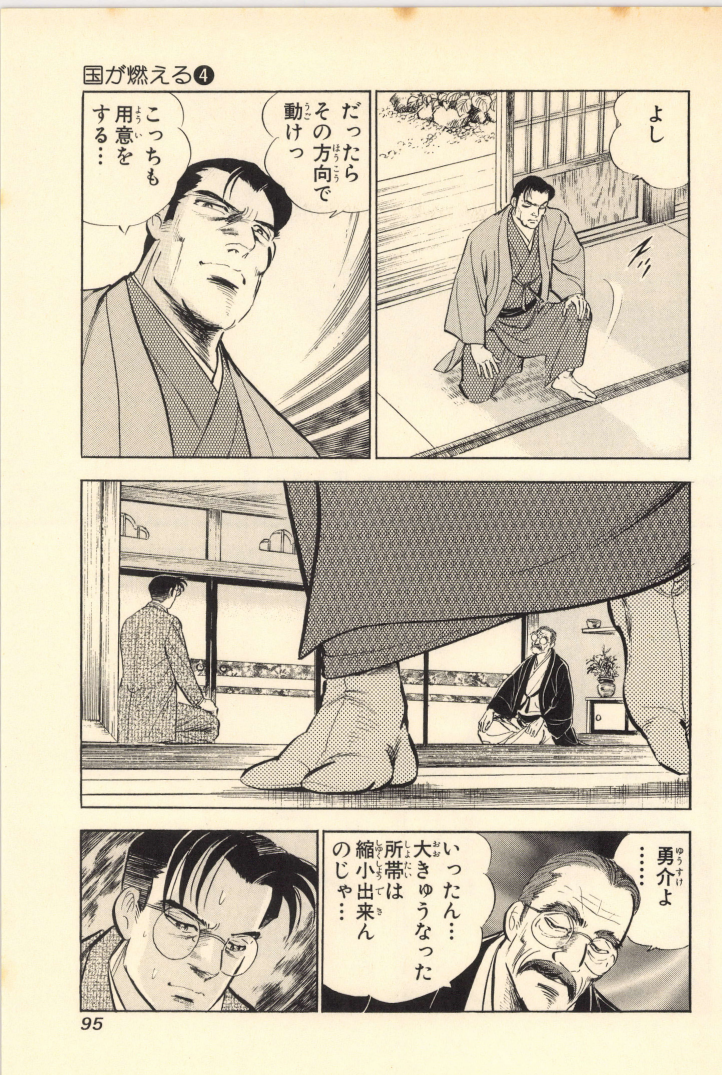 国が燃える❹
よし
だったら
その方向で
動けっ
こっちも
用意を
する…
勇介よ
……
いったん…
大きゅうなった
所帯は
縮小出来ん
のじゃ…
95